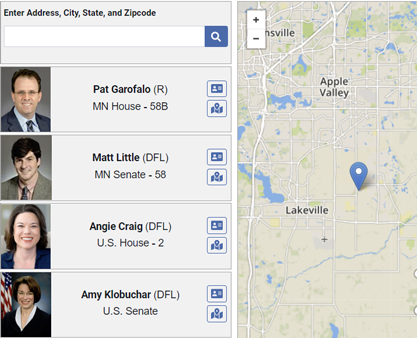 Enter Address, City, State, and Zipcode
Pat Garofalo (R)
MN House - 58B
Matt Little (DFL)
MN Senate - 58
Angie Craig (DFL)
U.S. House - 2
Amy Klobuchar (DFL)
U.S. Senate
+
−
nsville
Apple
Valley
Lakeville